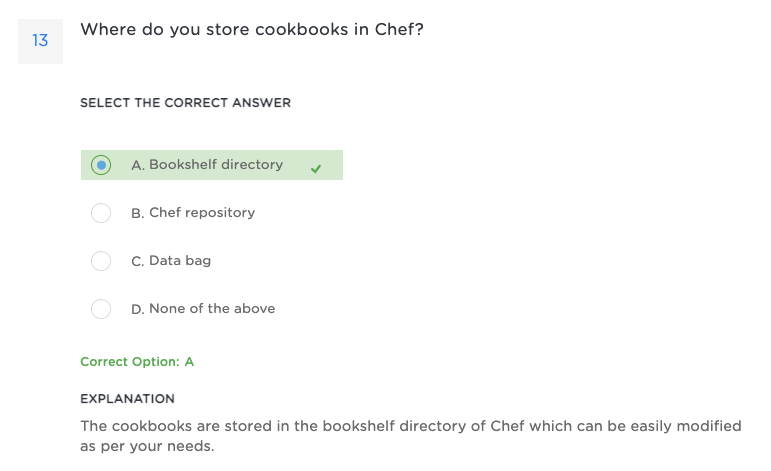 13
Where do you store cookbooks in Chef?
SELECT THE CORRECT ANSWER
A. Bookshelf directory
B. Chef repository
C. Data bag
D. None of the above
Correct Option: A
EXPLANATION
The cookbooks are stored in the bookshelf directory of Chef which can be easily modified
as per your needs.